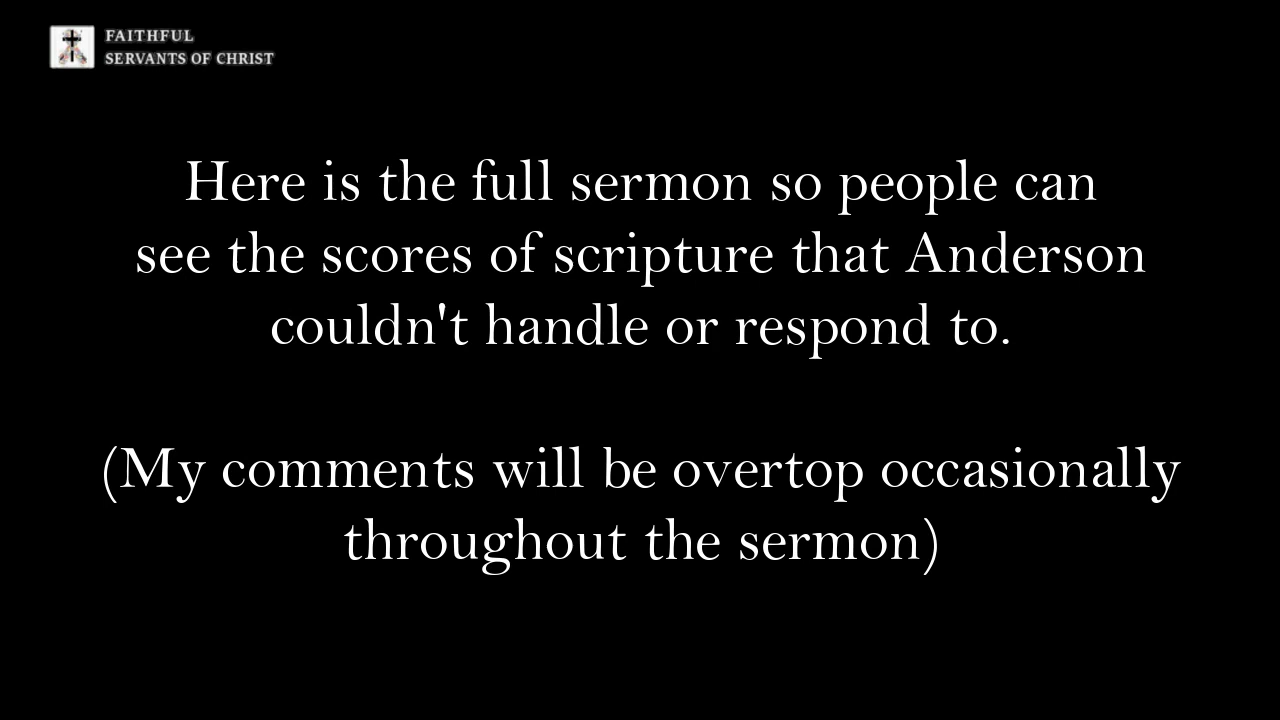 FAITHFUL
SERVANTS OF CHRIST
Here is the full sermon so people can
see the scores of scripture that Anderson
couldn't handle or respond to.
(My comments will be overtop occasionally
throughout the sermon)